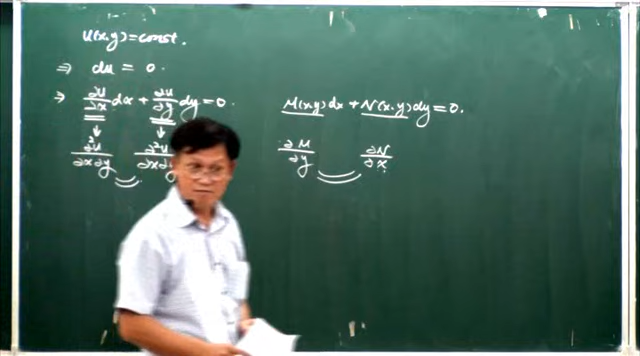 U(x,y)=const.
⇒ du = 0.
⇒ ∂u/∂x dx + ∂u/∂y dy = 0.
↓ ↓
∂²u/∂x∂y ∂²u/∂x∂y
M(x,y)dx + N(x,y)dy = 0.
∂M/∂y ∂N/∂x